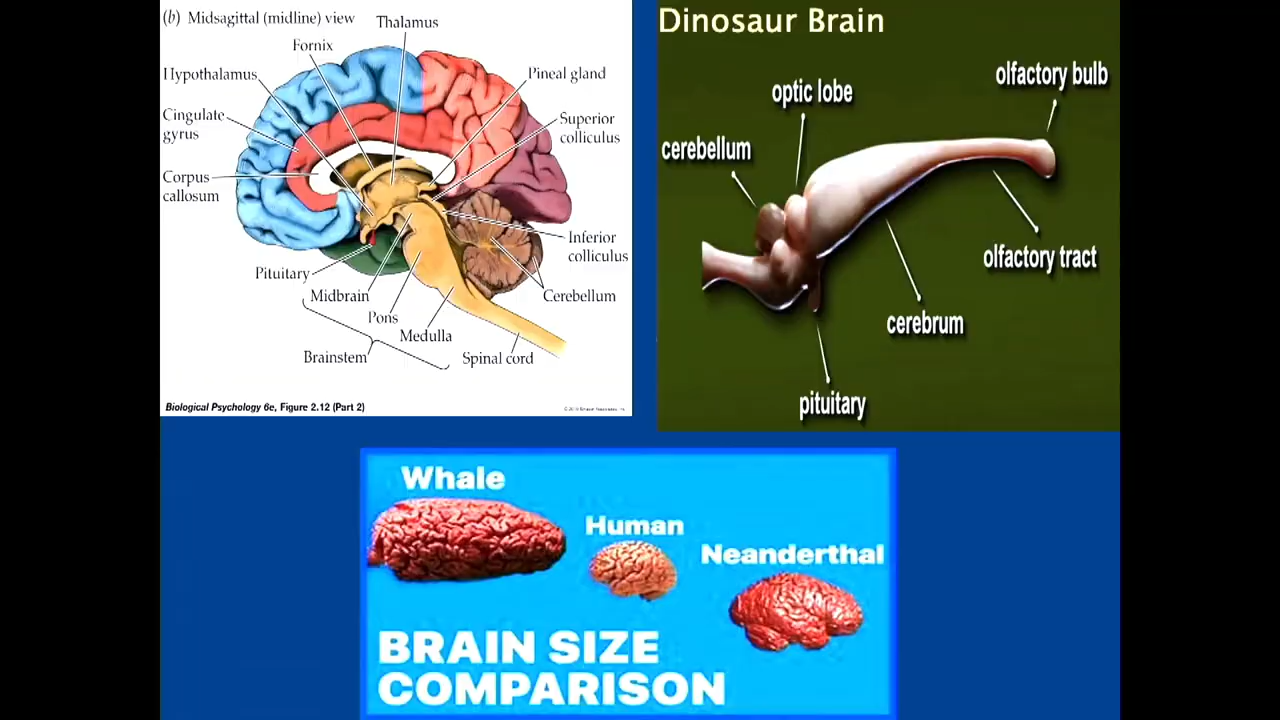 (b) Midsagittal (midline) view
Thalamus
Fornix
Hypothalamus
Pineal gland
Cingulate
gyrus
Superior
colliculus
Corpus
callosum
Inferior
colliculus
Pituitary
Midbrain
Cerebellum
Pons
Medulla
Brainstem
Spinal cord
Biological Psychology 6e, Figure 2.12 (Part 2)
Dinosaur Brain
olfactory bulb
optic lobe
cerebellum
olfactory tract
cerebrum
pituitary
Whale
Human
Neanderthal
BRAIN SIZE
COMPARISON